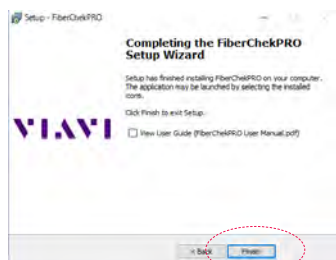 Setup - FiberChekPRO
Completing the FiberChekPRO
Setup Wizard
Setup has finished installing FiberChekPRO on your computer.
The application may be launched by selecting the installed
icons.
Click Finish to exit Setup.
VIAVI
View User Guide (FiberChekPRO User Manual.pdf)
< Back
Finish